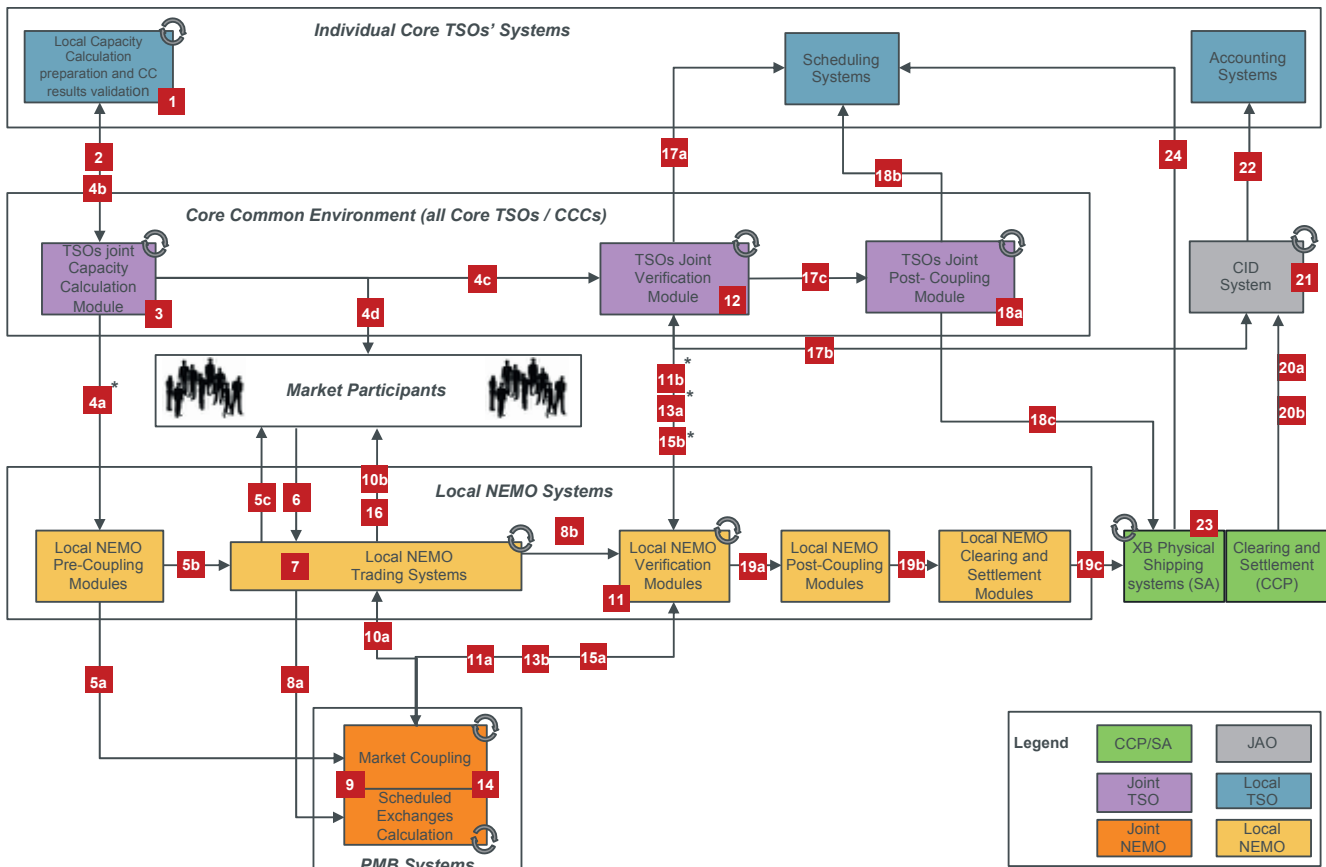 Individual Core TSOs' Systems
Local Capacity
Calculation
preparation and CC
results validation
1
Scheduling
Systems
Accounting
Systems
2
17a
24
22
4b
18b
Core Common Environment (all Core TSOs / CCCs)
TSOs joint
Capacity
Calculation
Module
3
4c
4d
TSOs Joint
Verification
Module
12
17c
TSOs Joint
Post- Coupling
Module
18a
CID
System
21
17b
Market Participants
4a*
11b*
13a*
15b*
18c
20a
20b
Local NEMO Systems
5c
6
10b
16
Local NEMO
Pre-Coupling
Modules
5b
7
Local NEMO
Trading Systems
8b
Local NEMO
Verification
Modules
11
19a
Local NEMO
Post-Coupling
Modules
19b
Local NEMO
Clearing and
Settlement
Modules
19c
23
XB Physical
Shipping
systems (SA)
Clearing and
Settlement
(CCP)
10a
11a
13b
15a
5a
8a
Market Coupling
9
14
Scheduled
Exchanges
Calculation
PMB Systems
Legend
CCP/SA
JAO
Joint
TSO
Local
TSO
Joint
NEMO
Local
NEMO